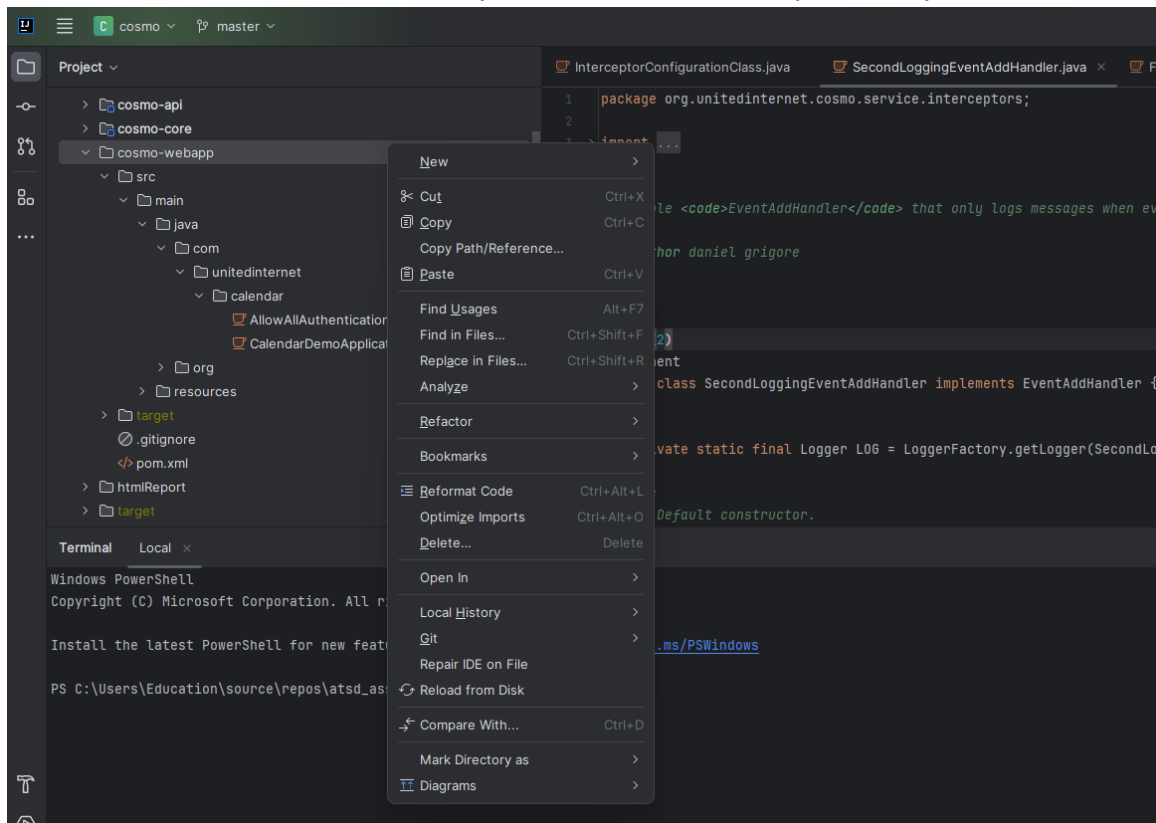 cosmo
master
Project
cosmo-api
cosmo-core
cosmo-webapp
src
main
java
com
unitedinternet
calendar
AllowAllAuthentication
CalendarDemoApplicat
org
resources
target
.gitignore
pom.xml
htmlReport
target
InterceptorConfigurationClass.java SecondLoggingEventAddHandler.java F
1 package org.unitedinternet.cosmo.service.interceptors;
2
import ...
le <code>EventAddHandler</code> that only logs messages when ev
hor daniel grigore
2)
ent
class SecondLoggingEventAddHandler implements EventAddHandler {
vate static final Logger LOG = LoggerFactory.getLogger(SecondLo
Default constructor.
New
Cut Ctrl+X
Copy Ctrl+C
Copy Path/Reference...
Paste Ctrl+V
Find Usages Alt+F7
Find in Files... Ctrl+Shift+F
Replace in Files... Ctrl+Shift+R
Analyze
Refactor
Bookmarks
Reformat Code Ctrl+Alt+L
Optimize Imports Ctrl+Alt+O
Delete... Delete
Open In
Local History
Git
Repair IDE on File
Reload from Disk
Compare With... Ctrl+D
Mark Directory as
Diagrams
Terminal Local
Windows PowerShell
Copyright (C) Microsoft Corporation. All r
Install the latest PowerShell for new feat .ms/PSWindows
PS C:\Users\Education\source\repos\atsd_as